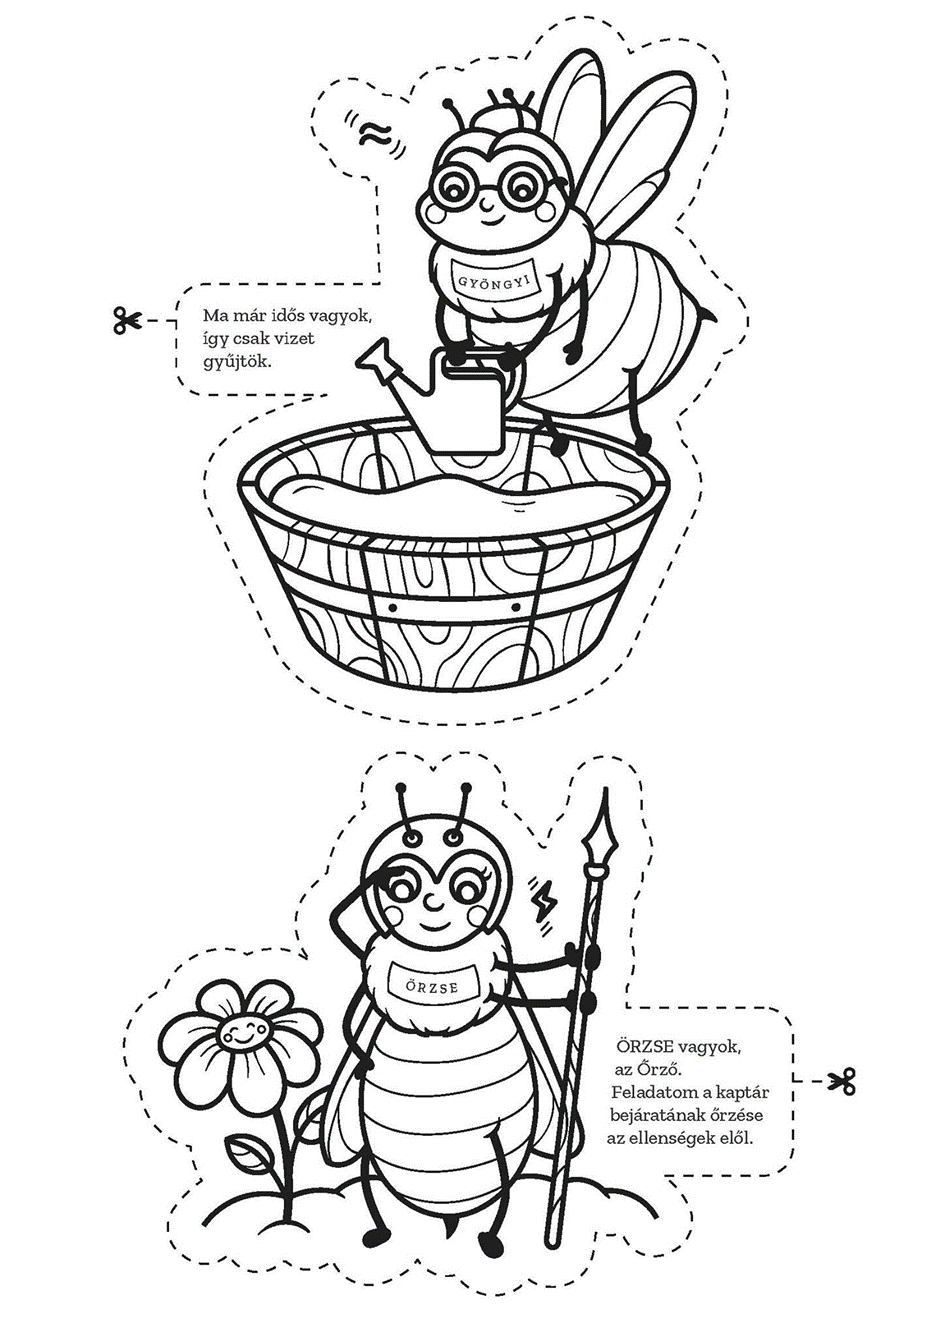 GYÖNGYI
Ma már idős vagyok,
így csak vizet
gyűjtök.
ŐRZSE
ÖRZSE vagyok,
az Őrző.
Feladatom a kaptár
bejáratának őrzése
az ellenségek elől.